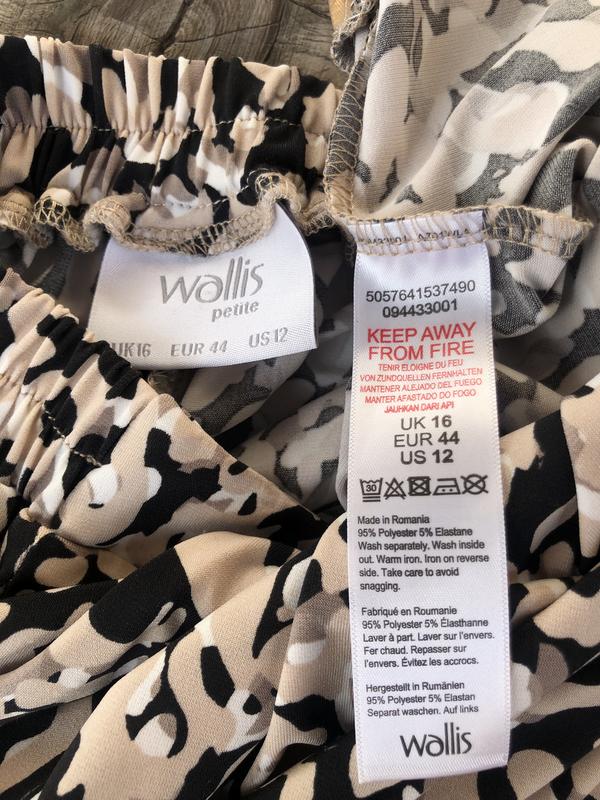 wallis
petite
UK16 EUR 44 US 12
5057641537490
094433001
KEEP AWAY
FROM FIRE
TENIR ELOIGNE DU FEU
VON ZUNDQUELLEN FERNHALTEN
MANTENER ALEJADO DEL FUEGO
MANTER AFASTADO DO FOGO
JAUHKAN DARI API
UK 16
EUR 44
US 12
30
Made in Romania
95% Polyester 5% Elastane
Wash separately. Wash inside
out. Warm iron. Iron on reverse
side. Take care to avoid
snagging.
Fabriqué en Roumanie
95% Polyester 5% Élasthanne
Laver à part. Laver sur l'envers.
Fer chaud. Repasser sur
l'envers. Évitez les accrocs.
Hergestellt in Rumänien
95% Polyester 5% Elastan
Separat waschen. Auf links
wallis